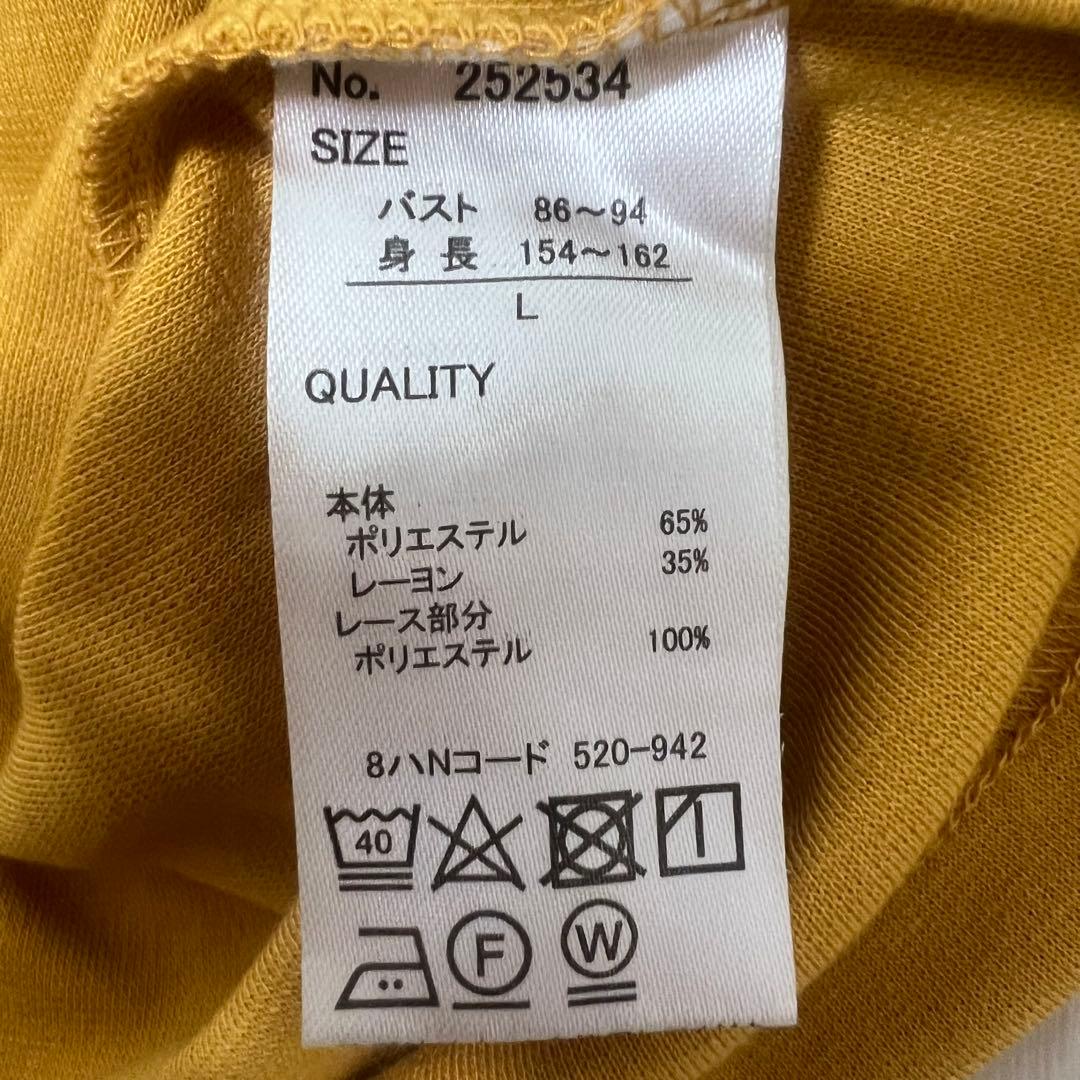 No. 252534
SIZE
バスト 86～94
身長 154～162
L
QUALITY
本体
ポリエステル 65%
レーヨン 35%
レース部分
ポリエステル 100%
8ハNコード 520-942
40
F W